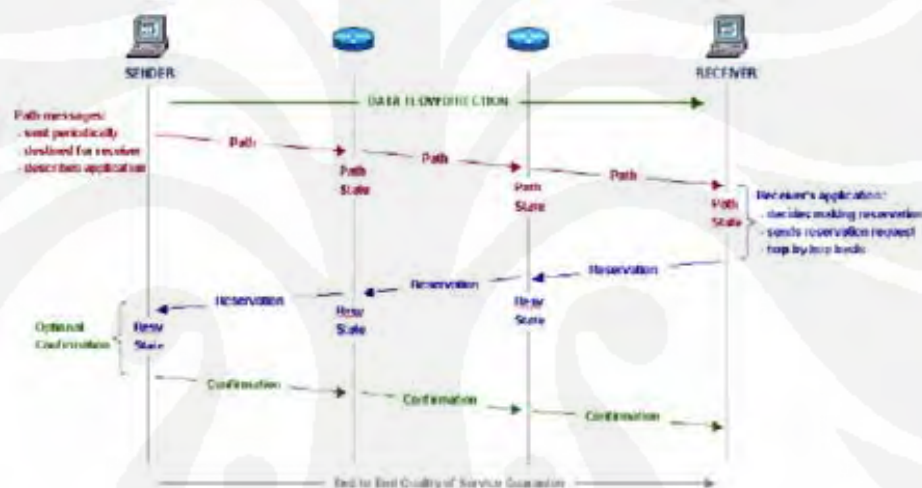 SENDER
RECEIVER
DATA FLOW DIRECTION
Path messages:
- sent periodically
- destined for receiver
- describes application
Path
Path
Path
Path
State
Path
State
Path
State
Receiver's application:
- decides making reservation
- sends reservation request
- hop by hop
Reservation
Reservation
Reservation
Optional
Confirmation
Resv
State
Resv
State
Resv
State
Confirmation
Confirmation
Confirmation
End to End Quality of Service Guarantee